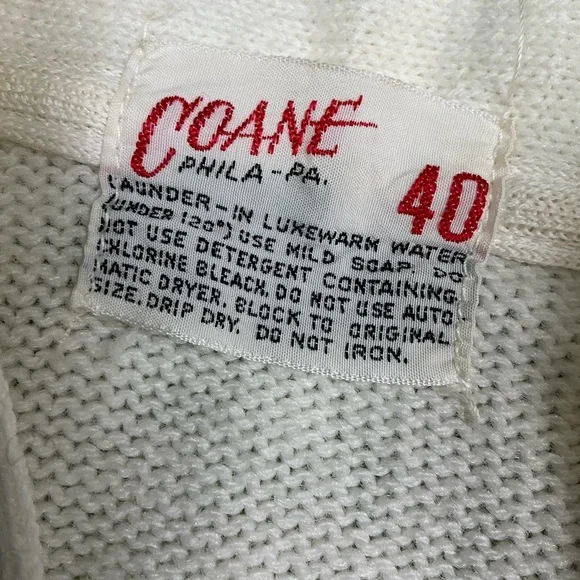 COANE
PHILA-PA.
40
LAUNDER-IN LUKEWARM WATER
(UNDER 120°) USE MILD SOAP. DO
NOT USE DETERGENT CONTAINING
CHLORINE BLEACH. DO NOT USE AUTO
MATIC DRYER. BLOCK TO ORIGINAL
SIZE, DRIP DRY. DO NOT IRON.